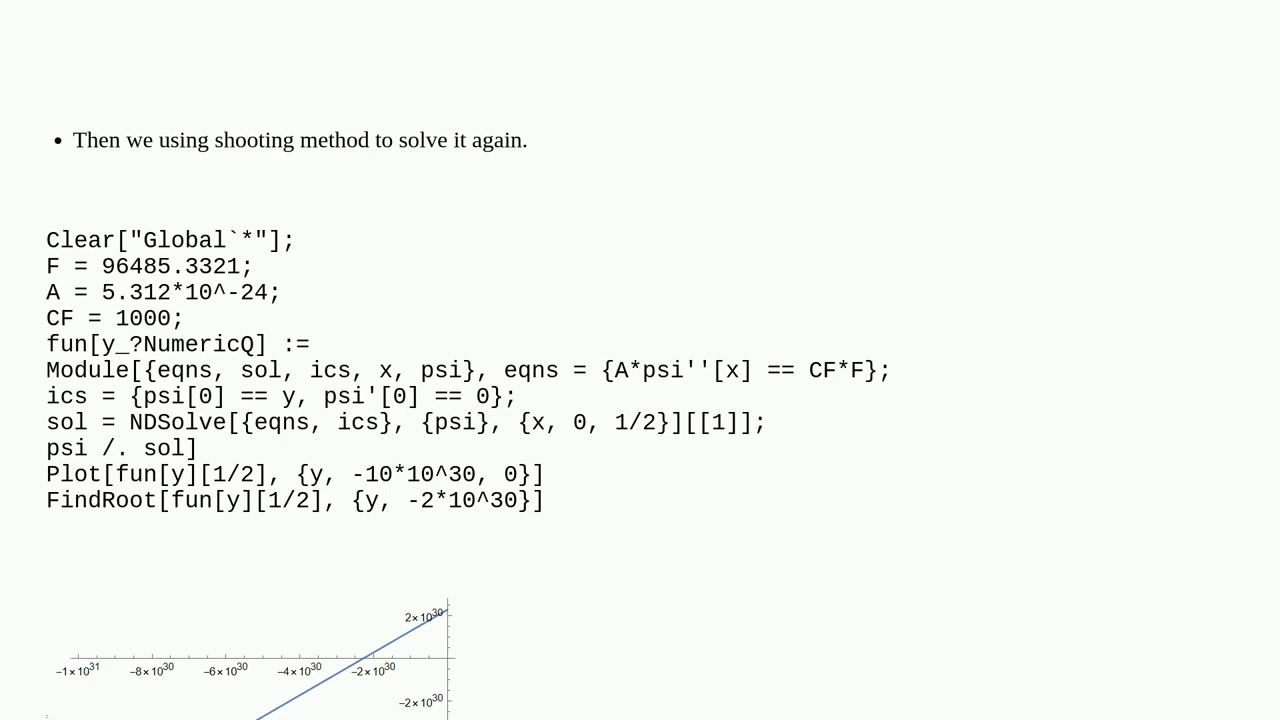 • Then we using shooting method to solve it again.
Clear["Global`*"];
F = 96485.3321;
A = 5.312*10^-24;
CF = 1000;
fun[y_?NumericQ] :=
Module[{eqns, sol, ics, x, psi}, eqns = {A*psi''[x] == CF*F};
ics = {psi[0] == y, psi'[0] == 0};
sol = NDSolve[{eqns, ics}, {psi}, {x, 0, 1/2}][[1]];
psi /. sol]
Plot[fun[y][1/2], {y, -10*10^30, 0}]
FindRoot[fun[y][1/2], {y, -2*10^30}]
2×10^30
−1×10^31 −8×10^30 −6×10^30 −4×10^30 −2×10^30
−2×10^30